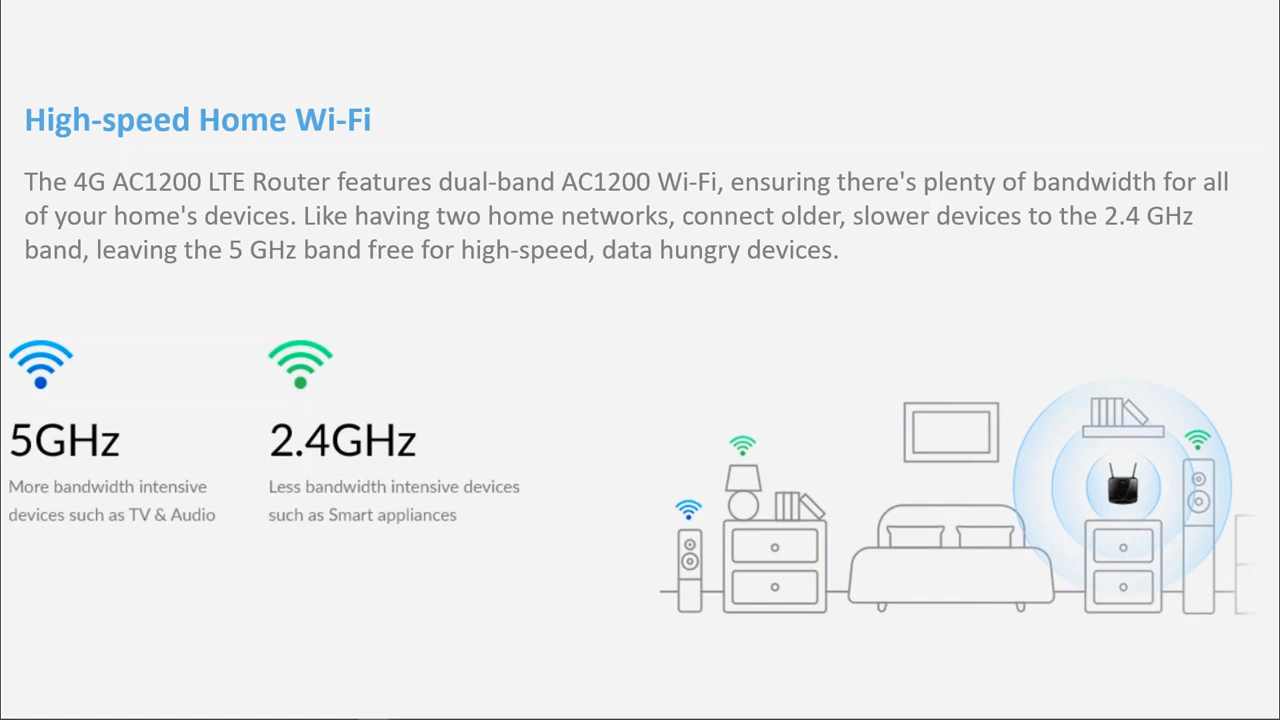 High-speed Home Wi-Fi
The 4G AC1200 LTE Router features dual-band AC1200 Wi-Fi, ensuring there's plenty of bandwidth for all
of your home's devices. Like having two home networks, connect older, slower devices to the 2.4 GHz
band, leaving the 5 GHz band free for high-speed, data hungry devices.
5GHz
More bandwidth intensive
devices such as TV & Audio
2.4GHz
Less bandwidth intensive devices
such as Smart appliances